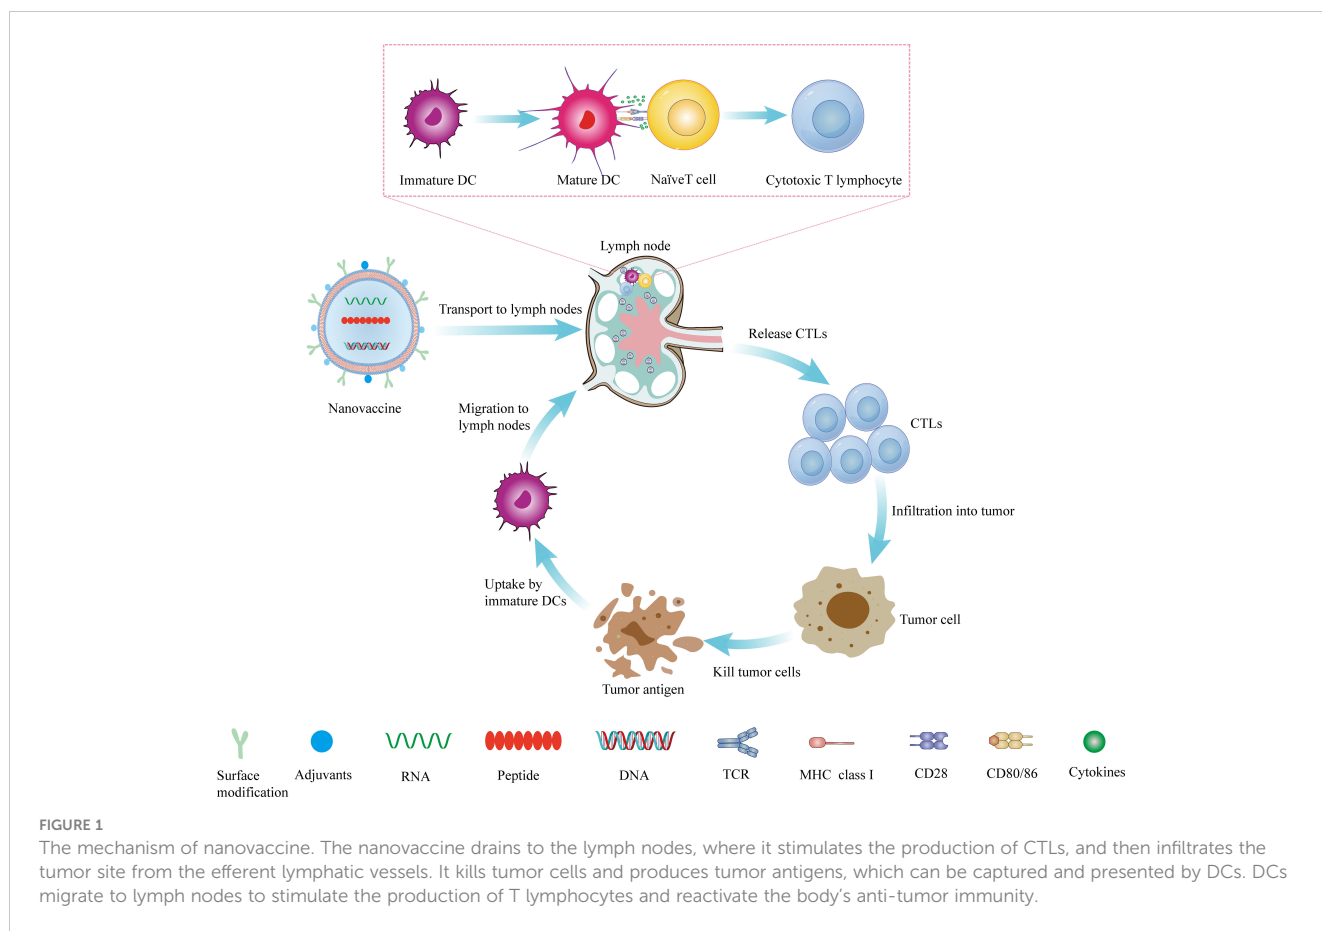 Immature DC
Mature DC
NaïveT cell
Cytotoxic T lymphocyte
Lymph node
Transport to lymph nodes
Release CTLs
Nanovaccine
Migration to
lymph nodes
CTLs
Infiltration into tumor
Uptake by
immature DCs
Tumor cell
Kill tumor cells
Tumor antigen
Surface
modification
Adjuvants
RNA
Peptide
DNA
TCR
MHC class I
CD28
CD80/86
Cytokines
FIGURE 1
The mechanism of nanovaccine. The nanovaccine drains to the lymph nodes, where it stimulates the production of CTLs, and then infiltrates the
tumor site from the efferent lymphatic vessels. It kills tumor cells and produces tumor antigens, which can be captured and presented by DCs. DCs
migrate to lymph nodes to stimulate the production of T lymphocytes and reactivate the body's anti-tumor immunity.